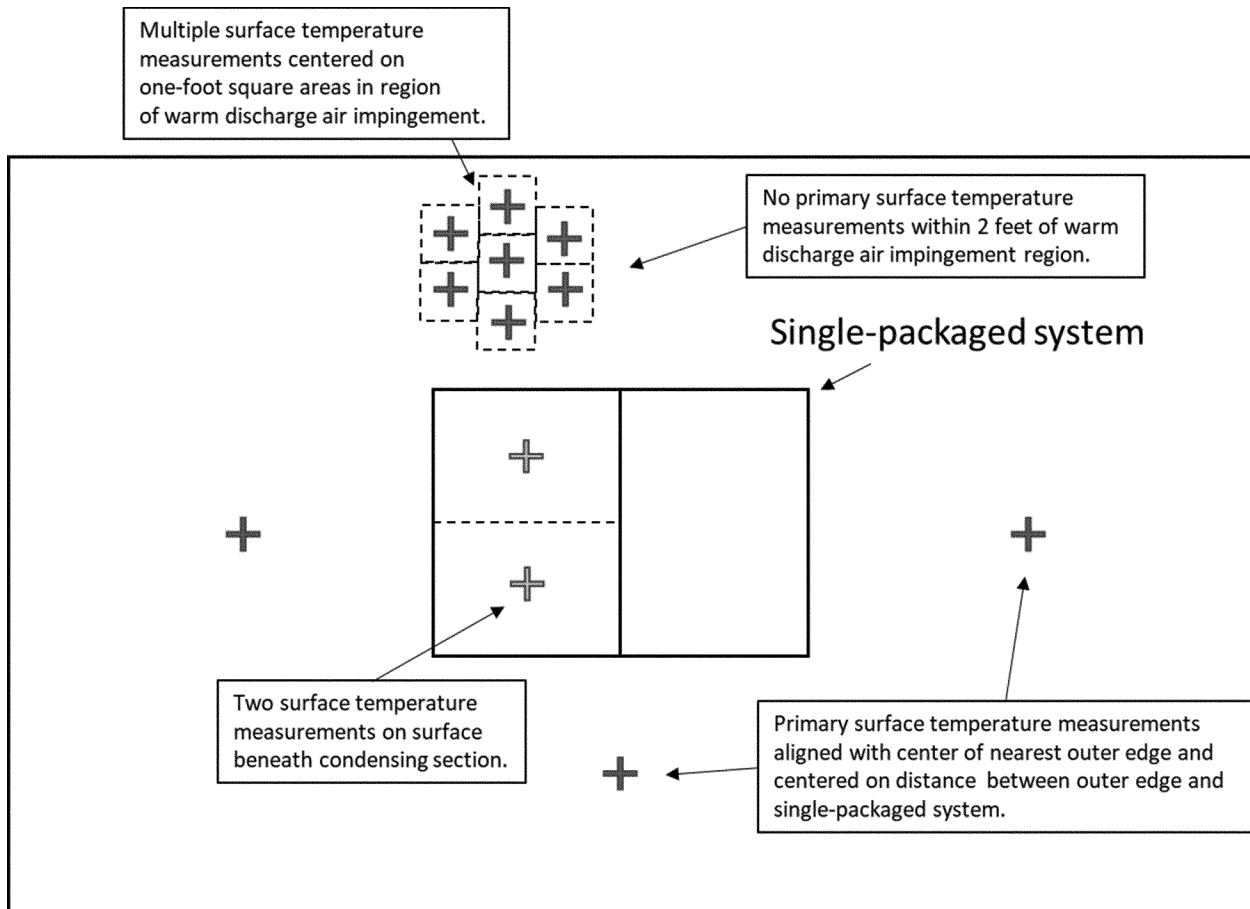 Multiple surface temperature
measurements centered on
one-foot square areas in region
of warm discharge air impingement.
No primary surface temperature
measurements within 2 feet of warm
discharge air impingement region.
Single-packaged system
Two surface temperature
measurements on surface
beneath condensing section.
Primary surface temperature measurements
aligned with center of nearest outer edge and
centered on distance between outer edge and
single-packaged system.